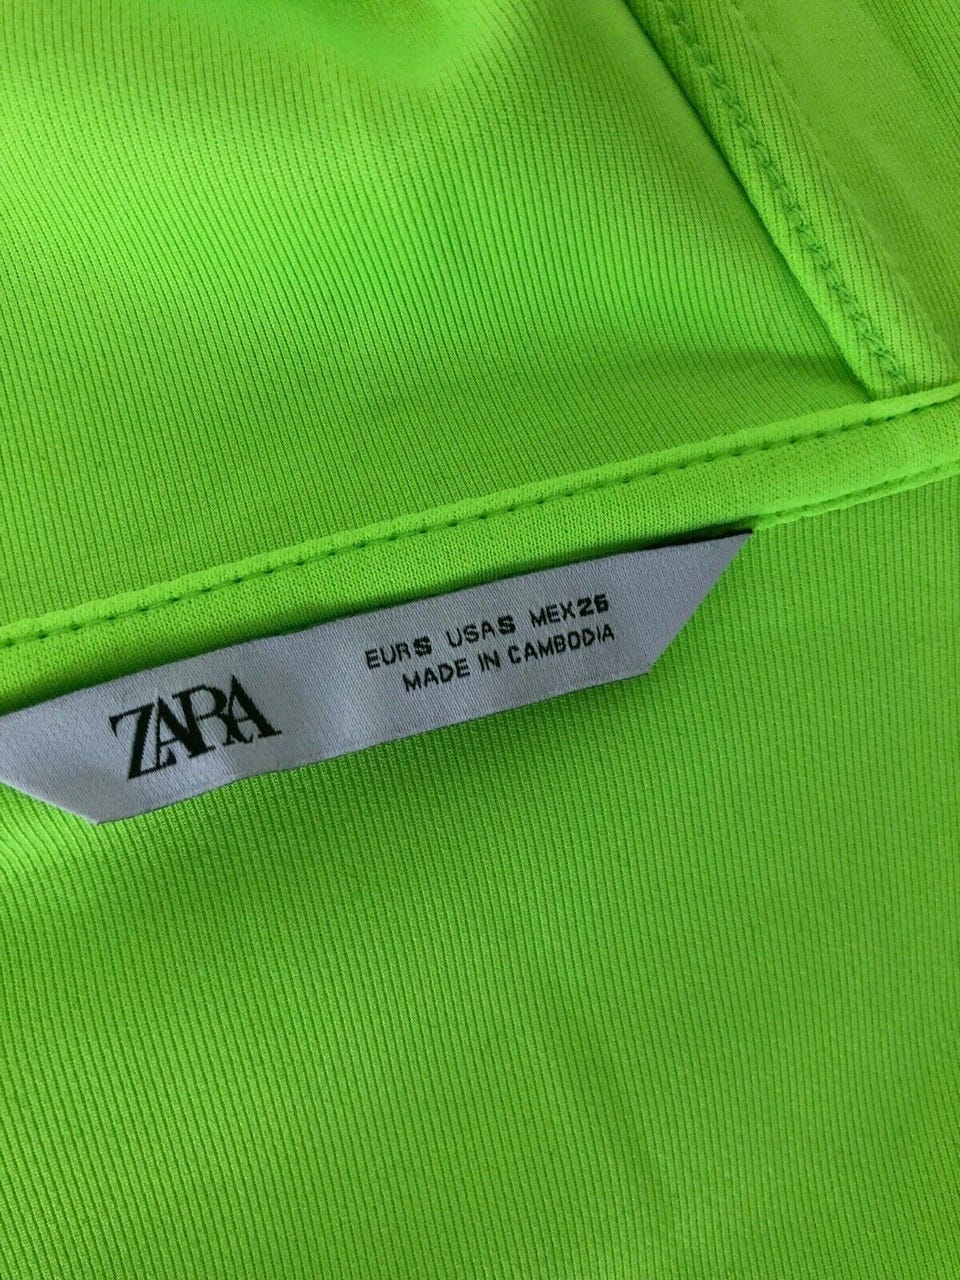 ZARA
EUR S USA S MEX 26
MADE IN CAMBODIA